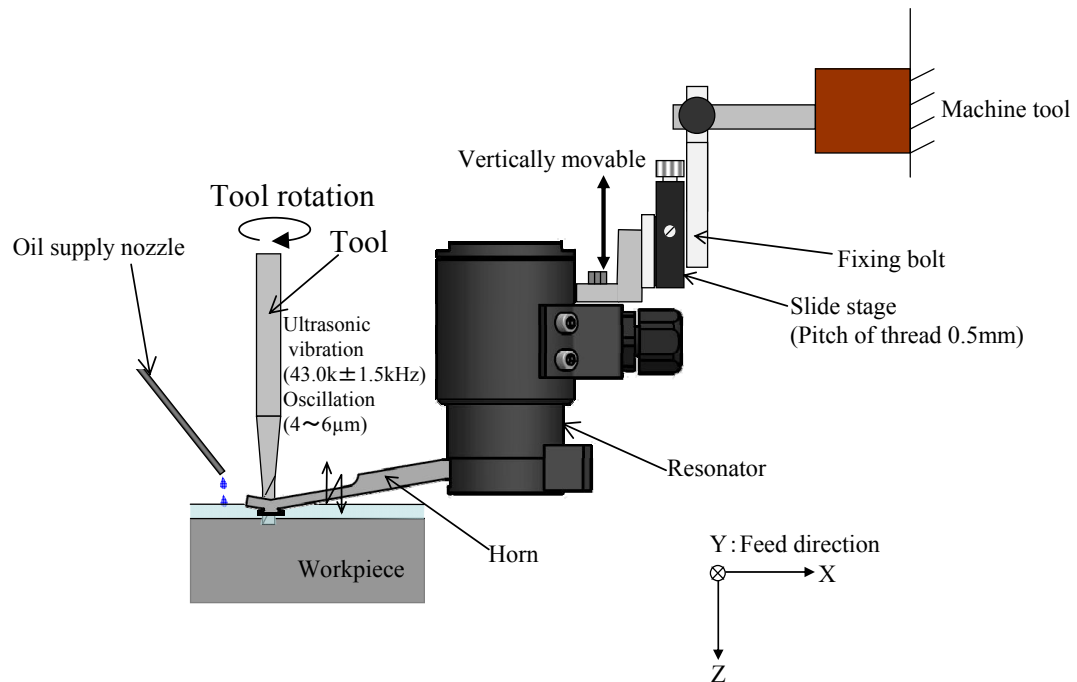 Machine tool
Vertically movable
Tool rotation
Tool
Oil supply nozzle
Fixing bolt
Slide stage
(Pitch of thread 0.5mm)
Ultrasonic
vibration
(43.0k±1.5kHz)
Oscillation
(4～6μm)
Resonator
Horn
Workpiece
Y:Feed direction
X
Z